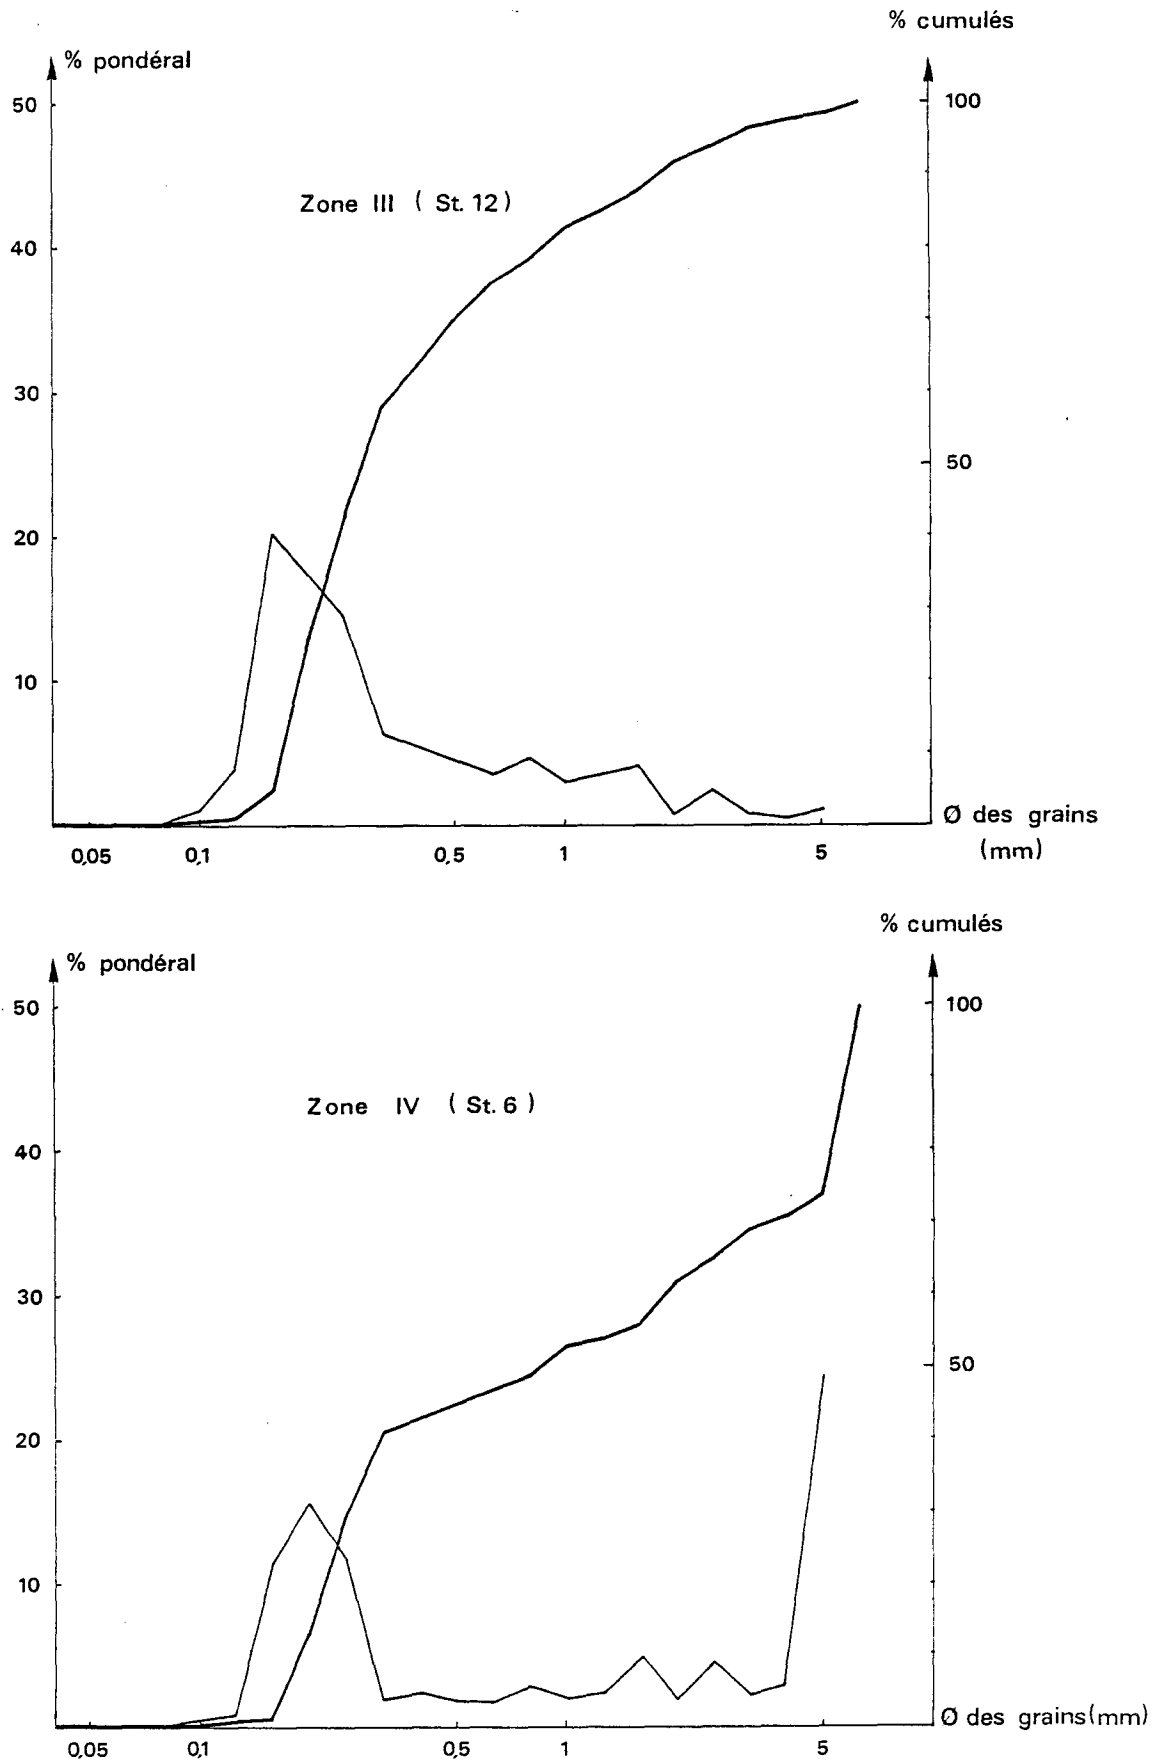 % cumulés
% pondéral
50
100
Zone III ( St. 12 )
40
30
50
20
10
Ø des grains
(mm)
0,05 0,1 0,5 1 5
% cumulés
% pondéral
50
100
Zone IV ( St. 6 )
40
30
50
20
10
Ø des grains (mm)
0,05 0,1 0,5 1 5